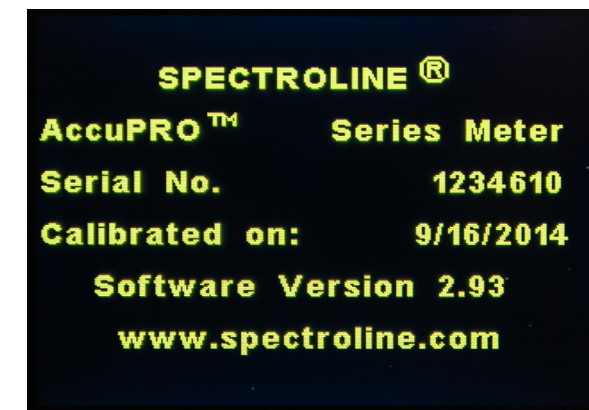 SPECTROLINE ®
AccuPRO™ Series Meter
Serial No. 1234610
Calibrated on: 9/16/2014
Software Version 2.93
www.spectroline.com